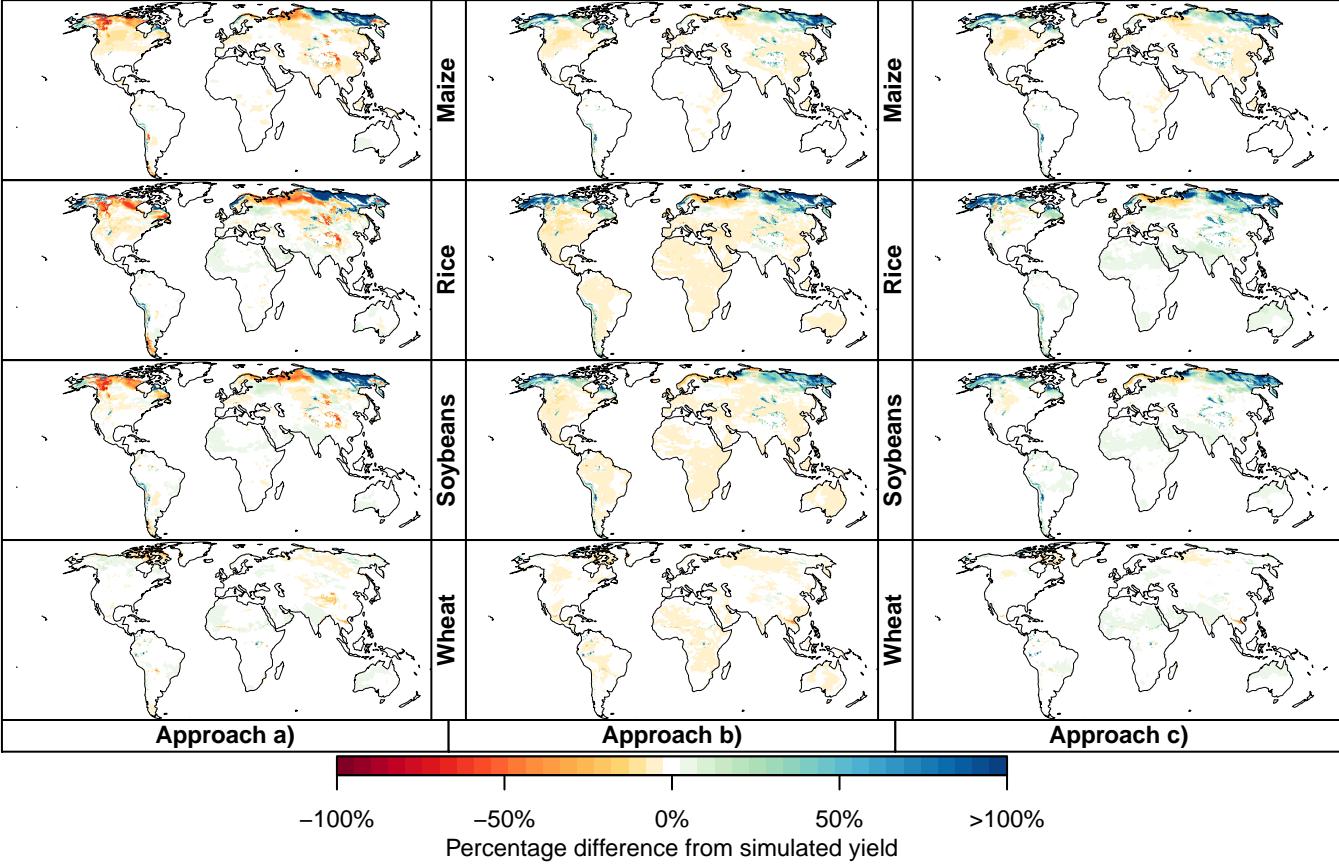 Maize
Maize
Rice
Rice
Soybeans
Soybeans
Wheat
Wheat
Approach a)
Approach b)
Approach c)
−100%
−50%
0%
50%
>100%
Percentage difference from simulated yield